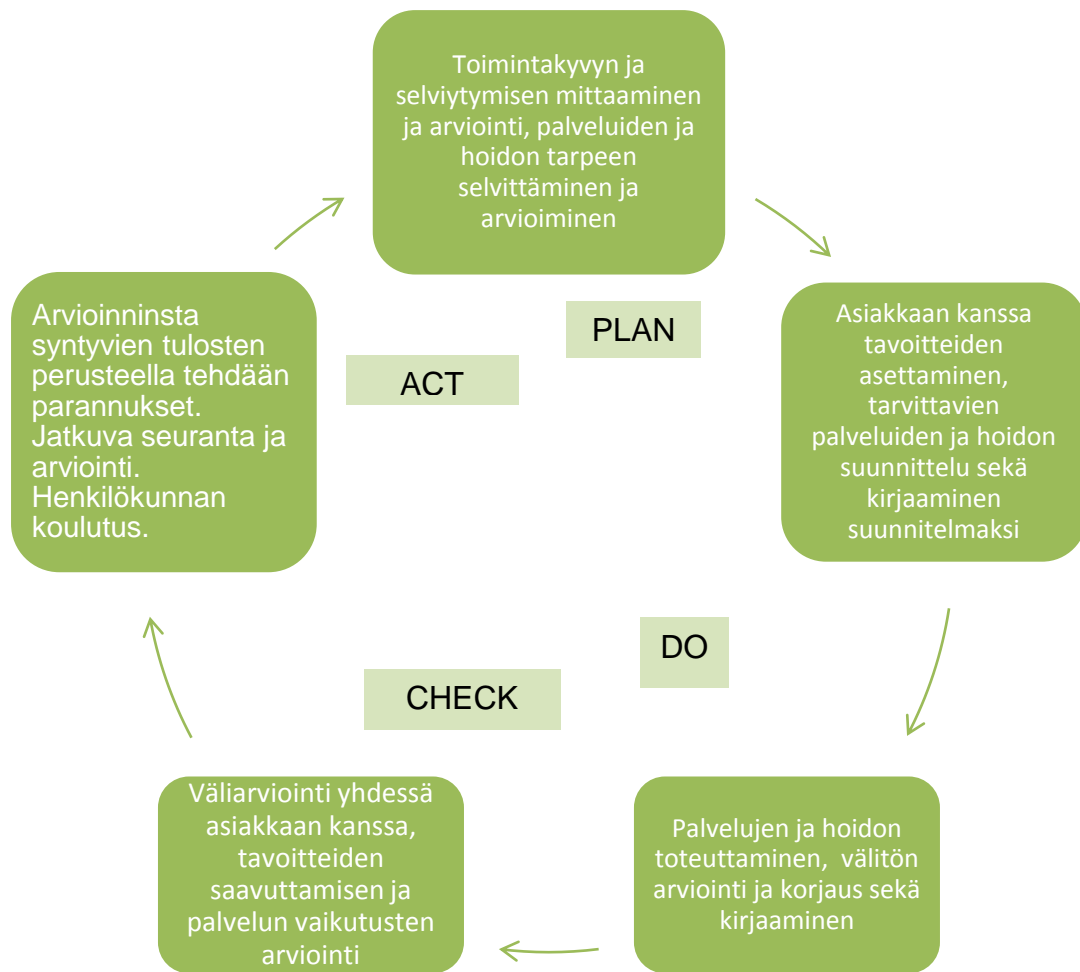 Toimintakyvyn ja
selviytymisen mittaaminen
ja arviointi, palveluiden ja
hoidon tarpeen
selvittäminen ja
arvioiminen
PLAN
ACT
Arvioinninsta
syntyvien tulosten
perusteella tehdään
parannukset.
Jatkuva seuranta ja
arviointi.
Henkilökunnan
koulutus.
Asiakkaan kanssa
tavoitteiden
asettaminen,
tarvittavien
palveluiden ja hoidon
suunnittelu sekä
kirjaaminen
suunnitelmaksi
DO
CHECK
Väliarviointi yhdessä
asiakkaan kanssa,
tavoitteiden
saavuttamisen ja
palvelun vaikutusten
arviointi
Palvelujen ja hoidon
toteuttaminen,  välitön
arviointi ja korjaus sekä
kirjaaminen